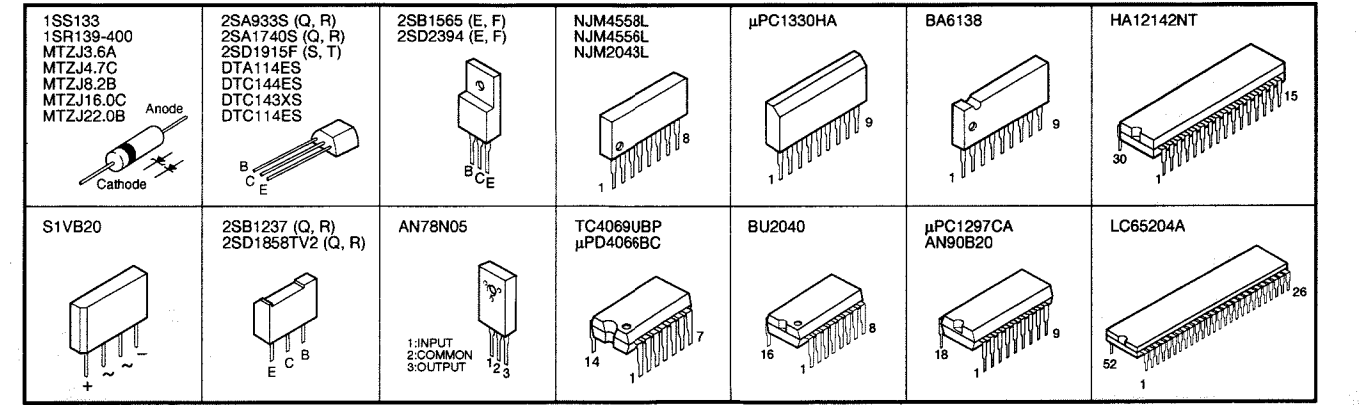 1SS133
1SR139-400
MTZJ3.6A
MTZJ4.7C
MTZJ8.2B
MTZJ16.0C
MTZJ22.0B
Anode
Cathode
2SA933S (Q, R)
2SA1740S (Q, R)
2SD1915F (S, T)
DTA114ES
DTC144ES
DTC143XS
DTC114ES
B
C
E
2SB1565 (E, F)
2SD2394 (E, F)
B C E
NJM4558L
NJM4556L
NJM2043L
8
1
μPC1330HA
9
1
BA6138
9
1
HA12142NT
15
30
1
S1VB20
+ ~ ~ −
2SB1237 (Q, R)
2SD1858TV2 (Q, R)
E C B
AN78N05
1:INPUT
2:COMMON
3:OUTPUT
1 2 3
TC4069UBP
μPD4066BC
7
14
1
BU2040
8
16
1
μPC1297CA
AN90B20
9
18
1
LC65204A
26
52
1